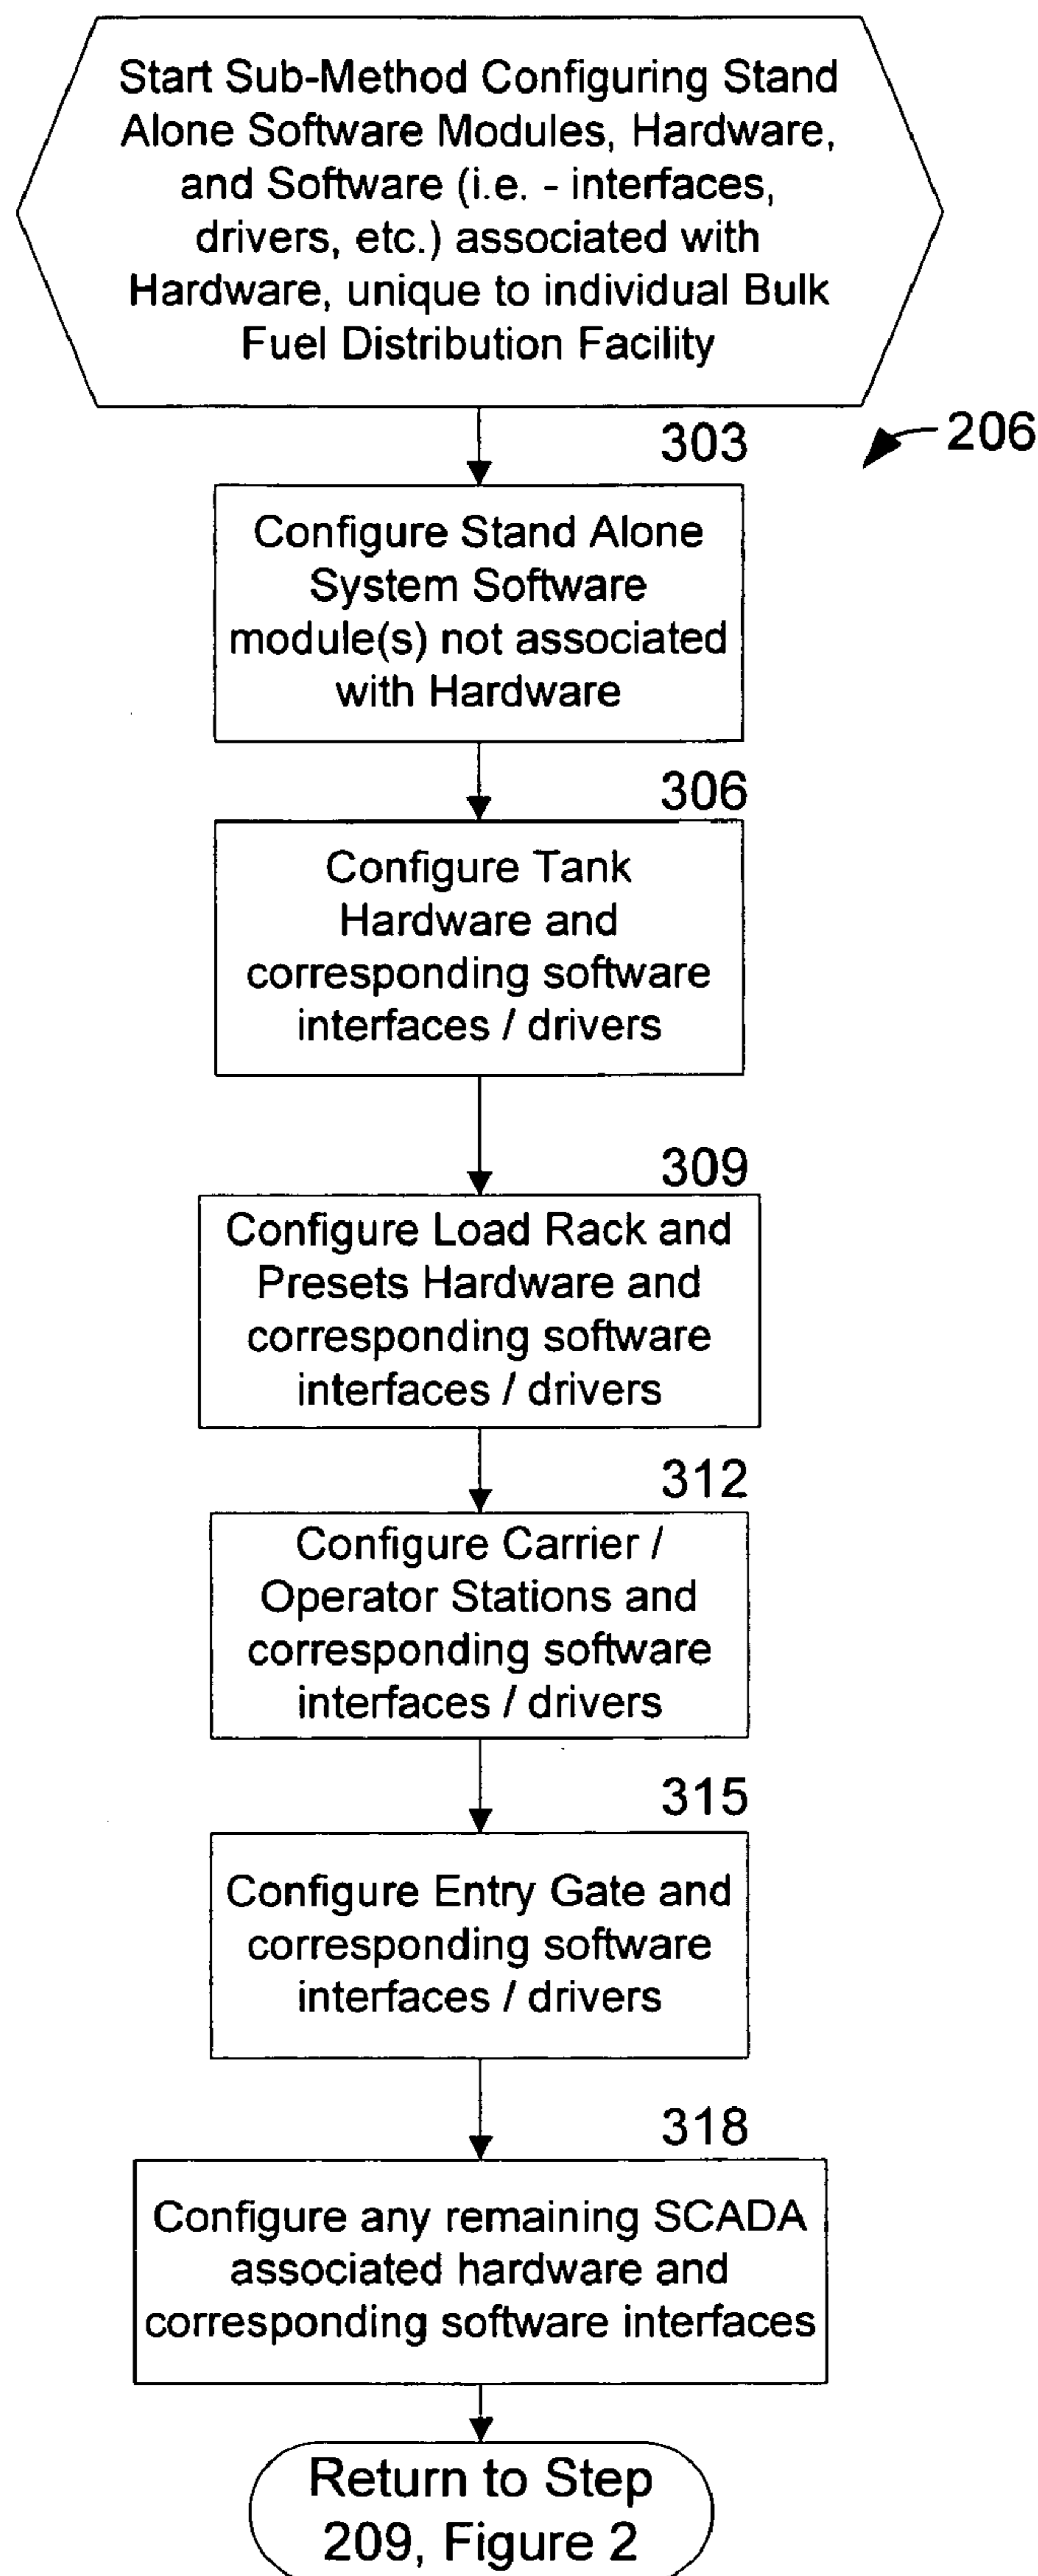 Start Sub-Method Configuring Stand
Alone Software Modules, Hardware,
and Software (i.e. - interfaces,
drivers, etc.) associated with
Hardware, unique to individual Bulk
Fuel Distribution Facility
206
303
Configure Stand Alone
System Software
module(s) not associated
with Hardware
306
Configure Tank
Hardware and
corresponding software
interfaces / drivers
309
Configure Load Rack and
Presets Hardware and
corresponding software
interfaces / drivers
312
Configure Carrier /
Operator Stations and
corresponding software
interfaces / drivers
315
Configure Entry Gate and
corresponding software
interfaces / drivers
318
Configure any remaining SCADA
associated hardware and
corresponding software interfaces
Return to Step
209, Figure 2